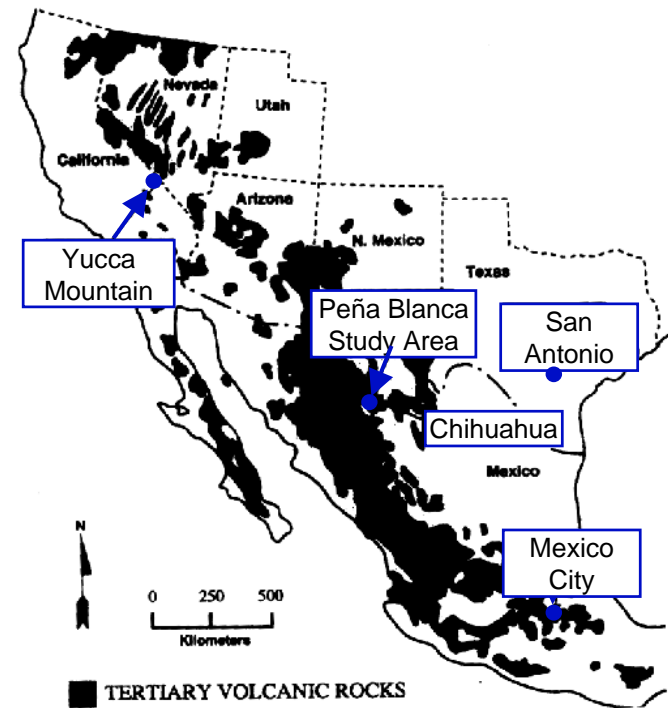 Nevada
Utah
California
Arizona
N. Mexico
Texas
Yucca
Mountain
Peña Blanca
Study Area
San
Antonio
Chihuahua
Mexico
Mexico
City
N
0 250 500
Kilometers
TERTIARY VOLCANIC ROCKS